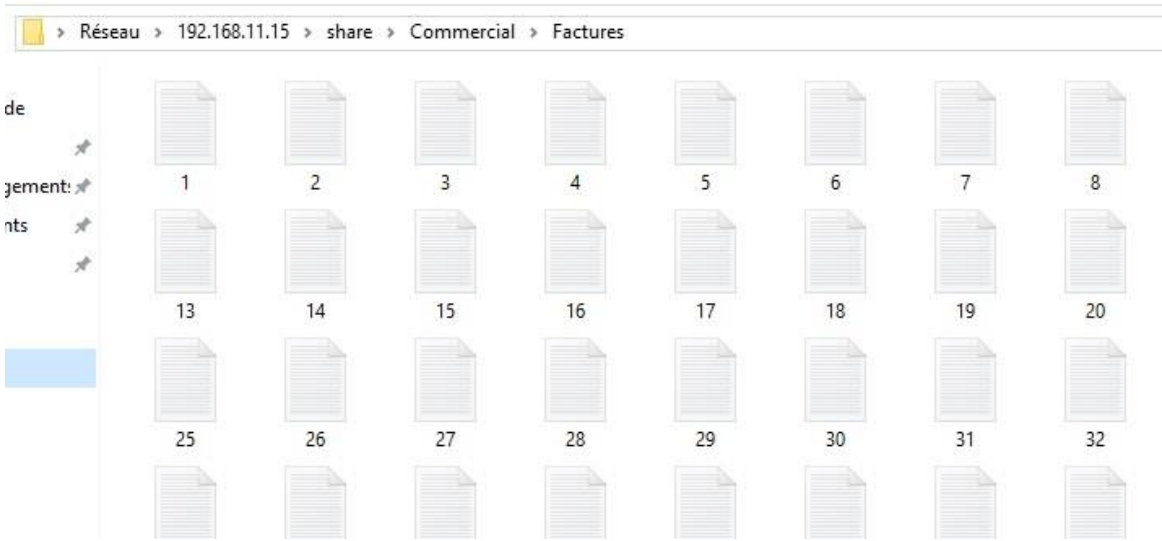 Réseau > 192.168.11.15 > share > Commercial > Factures
de
gements
nts
1 2 3 4 5 6 7 8
13 14 15 16 17 18 19 20
25 26 27 28 29 30 31 32